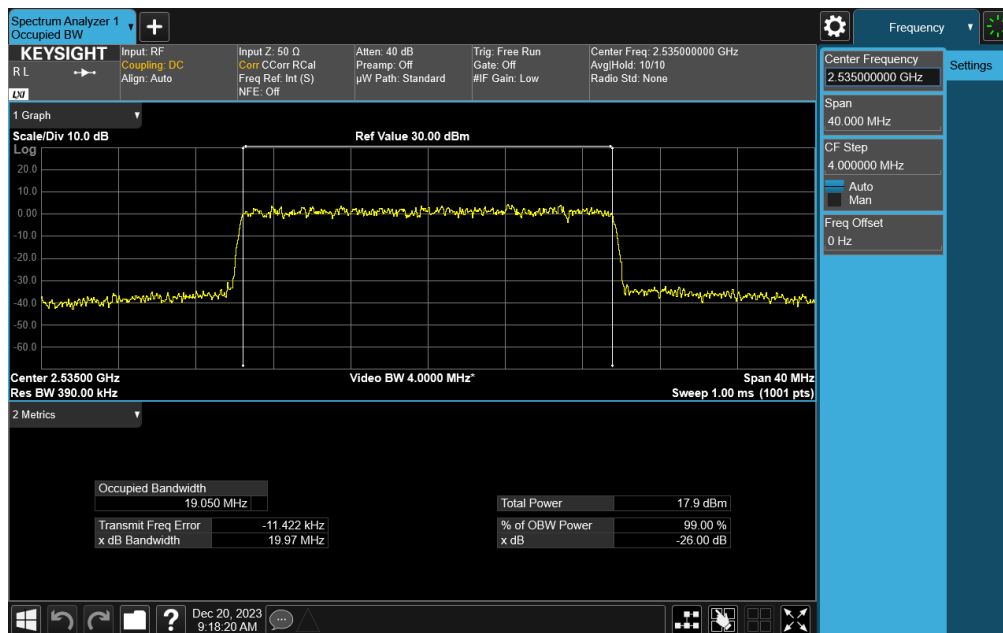 Spectrum Analyzer 1
Occupied BW
Frequency
KEYSIGHT
R L
LXI
Input: RF
Coupling: DC
Align: Auto
Input Z: 50 Ω
Corr CCorr RCal
Freq Ref: Int (S)
NFE: Off
Atten: 40 dB
Preamp: Off
µW Path: Standard
Trig: Free Run
Gate: Off
#IF Gain: Low
Center Freq: 2.535000000 GHz
Avg|Hold: 10/10
Radio Std: None
Center Frequency
2.535000000 GHz
Settings
Span
40.000 MHz
CF Step
4.000000 MHz
Auto
Man
Freq Offset
0 Hz
1 Graph
Scale/Div 10.0 dB
Ref Value 30.00 dBm
Log
20.0
10.0
0.00
-10.0
-20.0
-30.0
-40.0
-50.0
-60.0
Center 2.53500 GHz
Video BW 4.0000 MHz*
Span 40 MHz
Res BW 390.00 kHz
Sweep 1.00 ms (1001 pts)
2 Metrics
Occupied Bandwidth
19.050 MHz
Total Power 17.9 dBm
Transmit Freq Error -11.422 kHz
% of OBW Power 99.00 %
x dB Bandwidth 19.97 MHz
x dB -26.00 dB
?
Dec 20, 2023
9:18:20 AM